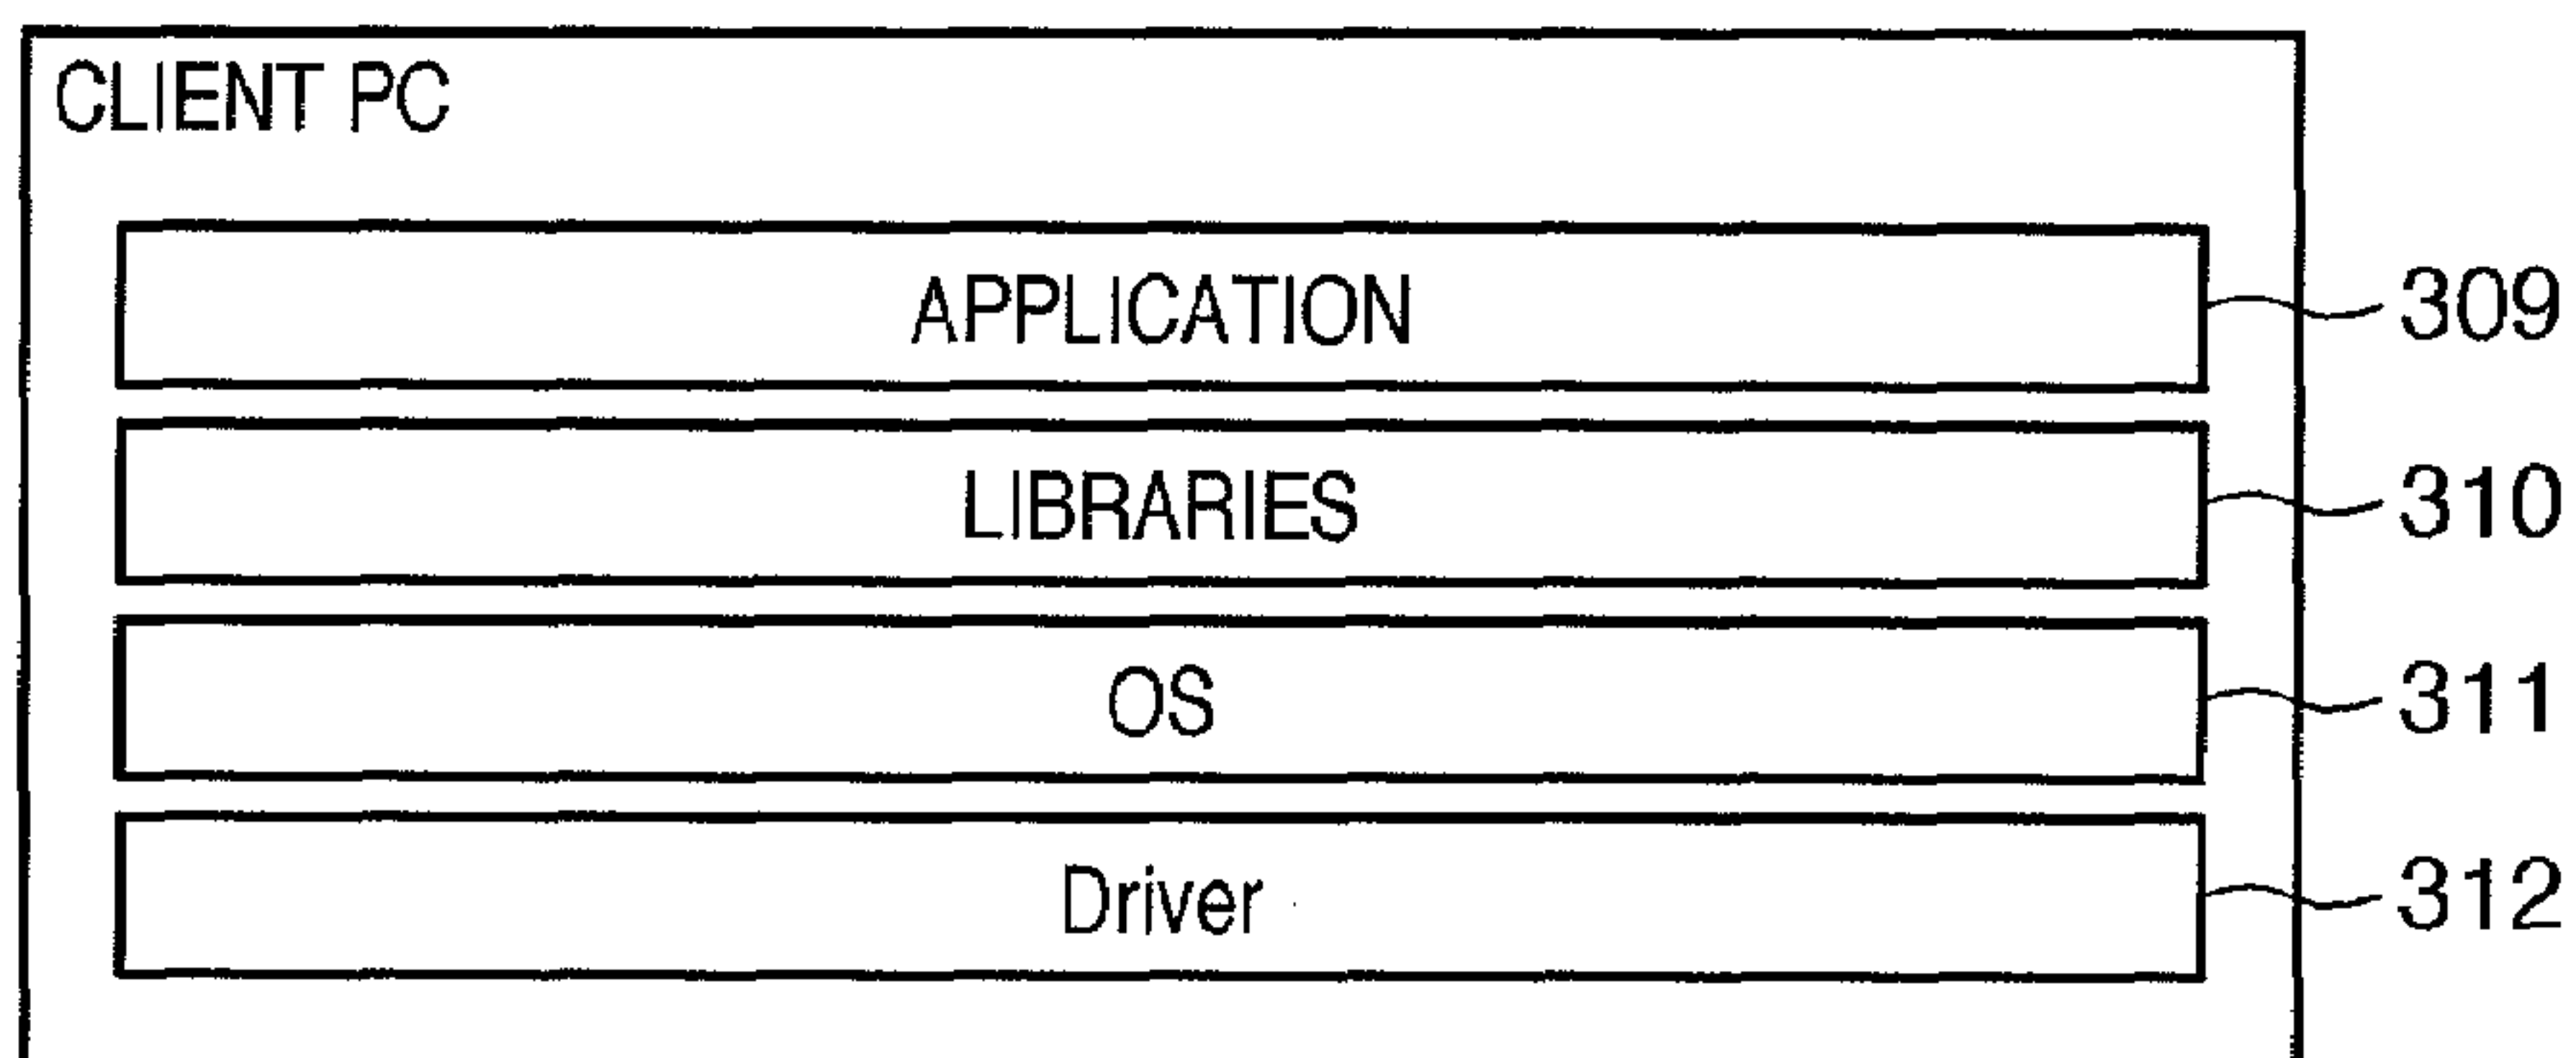 CLIENT PC
APPLICATION 309
LIBRARIES 310
OS 311
Driver 312